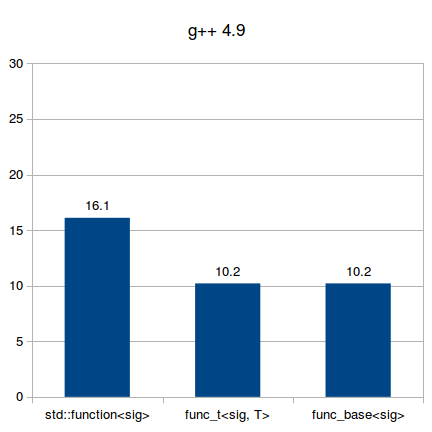 g++ 4.9
30
25
20
15
10
5
0
16.1
10.2
10.2
std::function<sig>
func_t<sig, T>
func_base<sig>